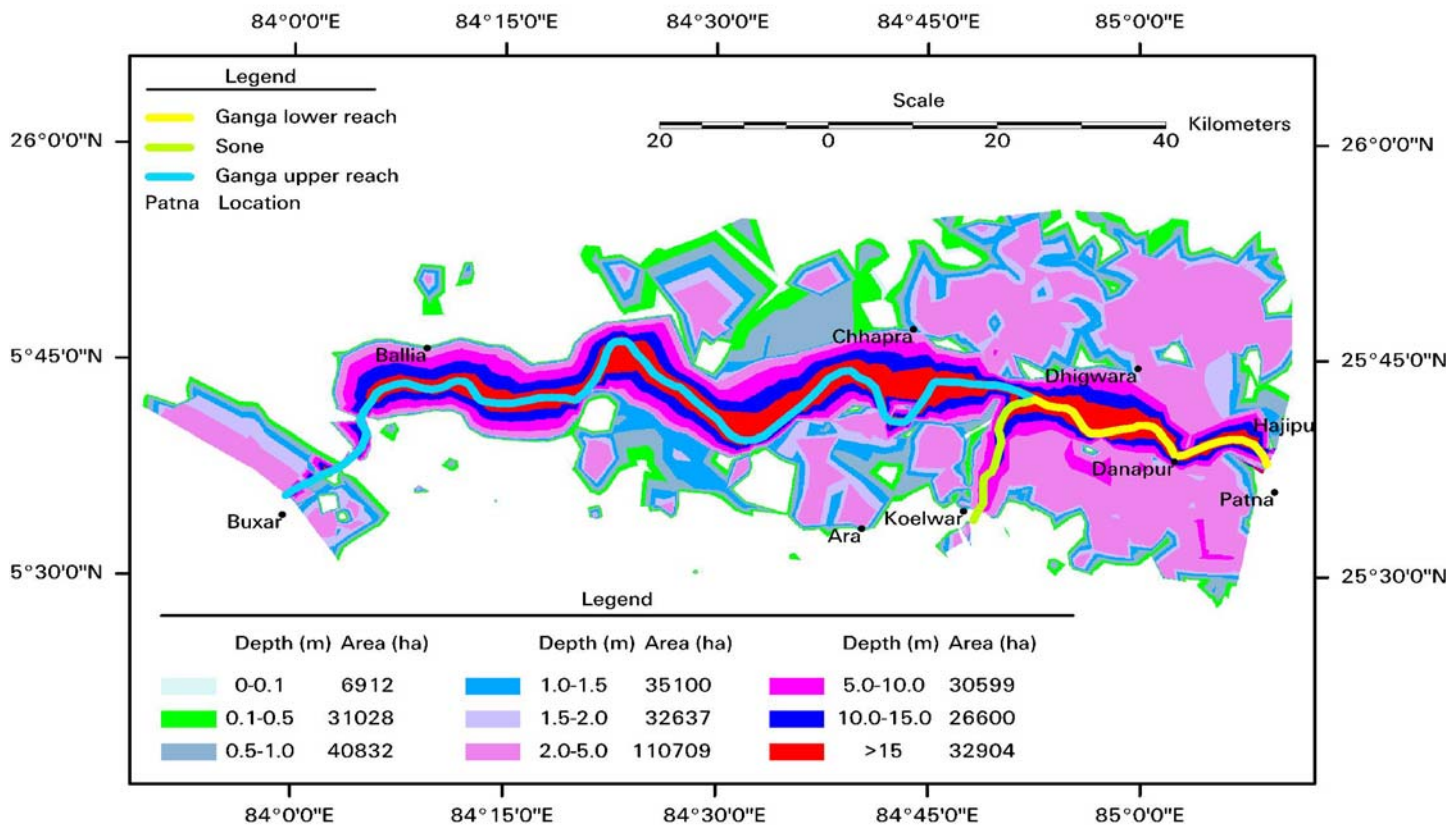 84°0'0"E 84°15'0"E 84°30'0"E 84°45'0"E 85°0'0"E
Legend
Ganga lower reach
Sone
Ganga upper reach
Patna Location
Scale
20 0 20 40 Kilometers
26°0'0"N 26°0'0"N
5°45'0"N 25°45'0"N
Chhapra
Ballia
Dhigwara
Hajipu
Danapur
Patna
Buxar
Koelwar
Ara
5°30'0"N 25°30'0"N
Legend
Depth (m) Area (ha) Depth (m) Area (ha) Depth (m) Area (ha)
0-0.1 6912 1.0-1.5 35100 5.0-10.0 30599
0.1-0.5 31028 1.5-2.0 32637 10.0-15.0 26600
0.5-1.0 40832 2.0-5.0 110709 >15 32904
84°0'0"E 84°15'0"E 84°30'0"E 84°45'0"E 85°0'0"E